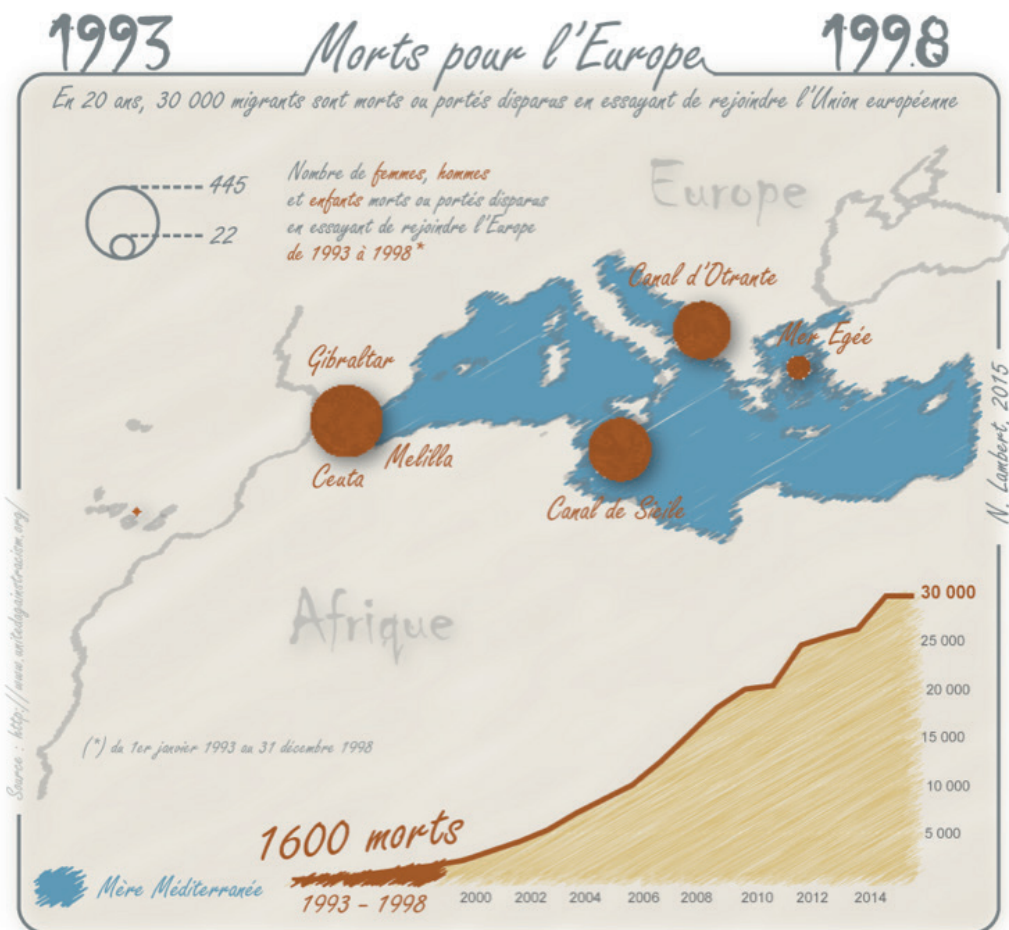 1993
Morts pour l'Europe
1998
En 20 ans, 30 000 migrants sont morts ou portés disparus en essayant de rejoindre l'Union européenne
445
22
Nombre de femmes, hommes
et enfants morts ou portés disparus
en essayant de rejoindre l'Europe
de 1993 à 1998*
Europe
Canal d'Otrante
Mer Egée
Gibraltar
Melilla
Ceuta
Canal de Sicile
N. Lambert, 2015
Afrique
Source : http://www.unitedagainstracism.org/
(*) du 1er janvier 1993 au 31 décembre 1998
30 000
25 000
20 000
15 000
10 000
5 000
1600 morts
1993 - 1998
2000 2002 2004 2006 2008 2010 2012 2014
Mère Méditerranée